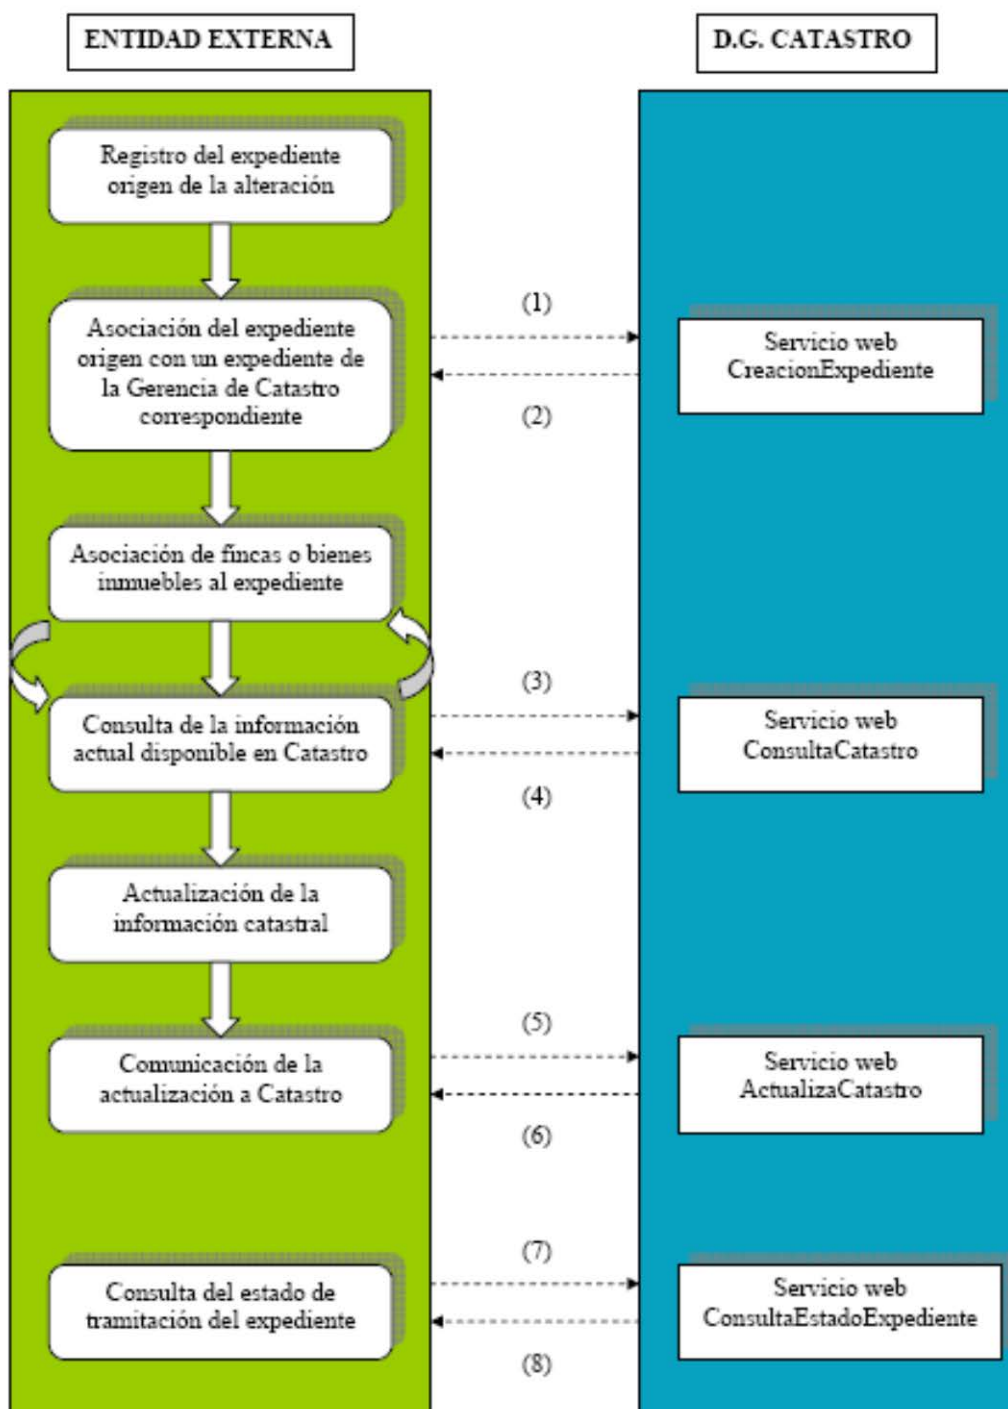 ENTIDAD EXTERNA
D.G. CATASTRO
Registro del expediente
origen de la alteración
Asociación del expediente
origen con un expediente de
la Gerencia de Catastro
correspondiente
(1)
(2)
Servicio web
CreacionExpediente
Asociación de fincas o bienes
inmuebles al expediente
Consulta de la información
actual disponible en Catastro
(3)
(4)
Servicio web
ConsultaCatastro
Actualización de la
información catastral
Comunicación de la
actualización a Catastro
(5)
(6)
Servicio web
ActualizaCatastro
Consulta del estado de
tramitación del expediente
(7)
(8)
Servicio web
ConsultaEstadoExpediente